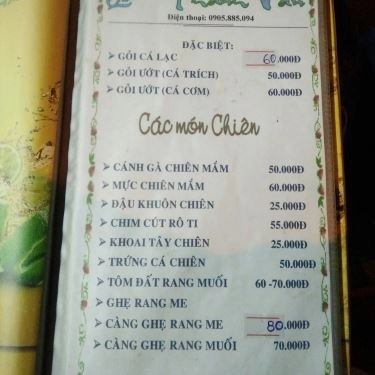 Điện thoại: 0905.885.094
ĐẶC BIỆT:
GỎI CÁ LẠC 60.000Đ
GỎI ƯỚT (CÁ TRÍCH) 50.000Đ
GỎI ƯỚT (CÁ CƠM) 60.000Đ
Các món Chiên
CÁNH GÀ CHIÊN MẮM 50.000Đ
MỰC CHIÊN MẮM 60.000Đ
ĐẬU KHUÔN CHIÊN 25.000Đ
CHIM CÚT RÔ TI 55.000Đ
KHOAI TÂY CHIÊN 25.000Đ
TRỨNG CÁ CHIÊN 50.000Đ
TÔM ĐẤT RANG MUỐI 60 -70.000Đ
GHẸ RANG ME
CÀNG GHẸ RANG ME 80.000Đ
CÀNG GHẸ RANG MUỐI 70.000Đ